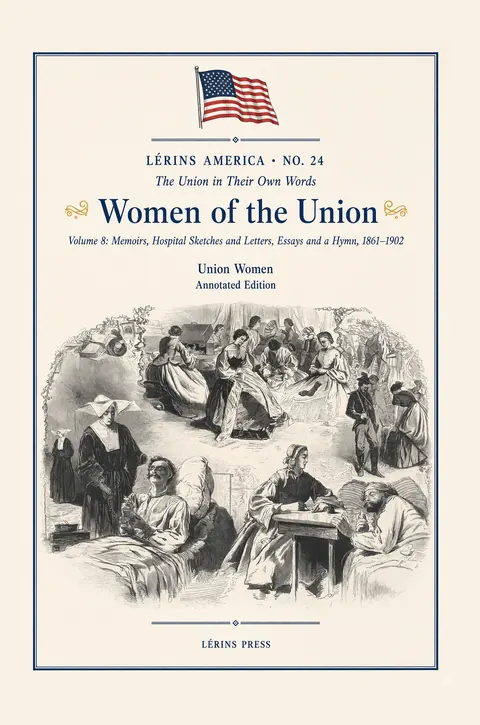 LÉRINS AMERICA • NO. 24
The Union in Their Own Words
Women of the Union
Volume 8: Memoirs, Hospital Sketches and Letters, Essays and a Hymn, 1861–1902
Union Women
Annotated Edition
LÉRINS PRESS